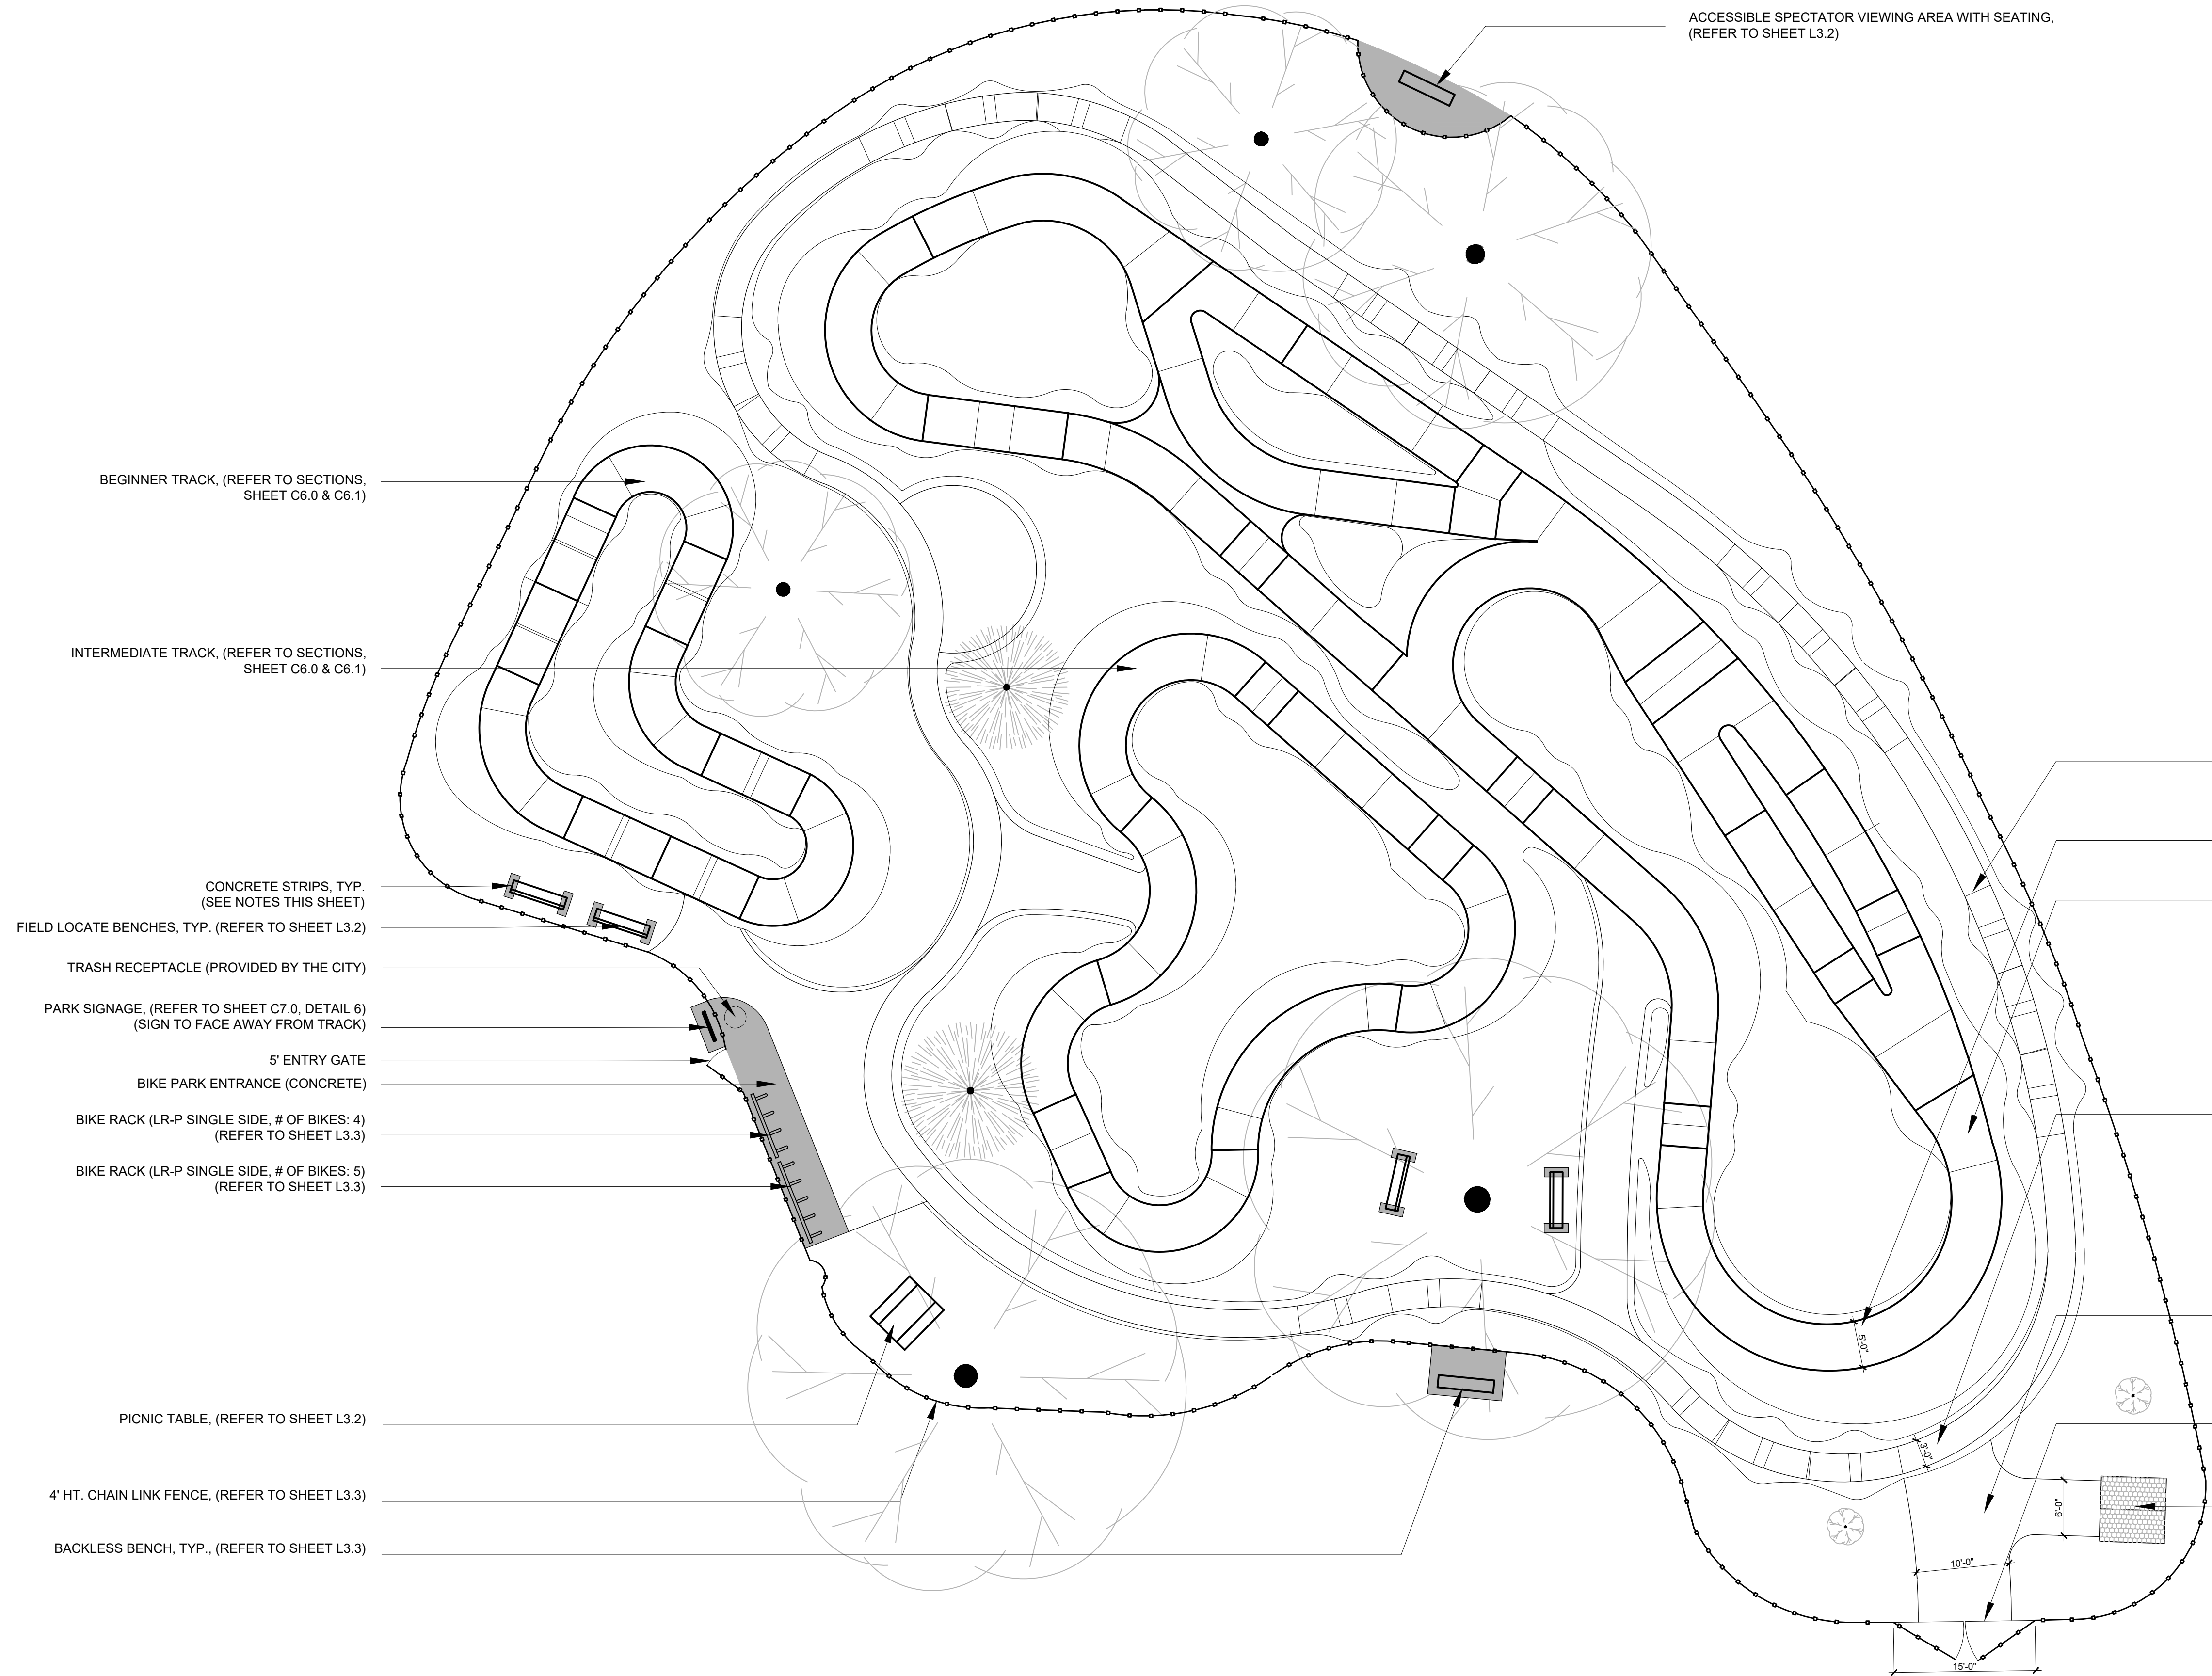 ACCESSIBLE SPECTATOR VIEWING AREA WITH SEATING,
(REFER TO SHEET L3.2)
BEGINNER TRACK, (REFER TO SECTIONS,
SHEET C6.0 & C6.1)
INTERMEDIATE TRACK, (REFER TO SECTIONS,
SHEET C6.0 & C6.1)
CONCRETE STRIPS, TYP.
(SEE NOTES THIS SHEET)
FIELD LOCATE BENCHES, TYP. (REFER TO SHEET L3.2)
TRASH RECEPTACLE (PROVIDED BY THE CITY)
PARK SIGNAGE, (REFER TO SHEET C7.0, DETAIL 6)
(SIGN TO FACE AWAY FROM TRACK)
5' ENTRY GATE
BIKE PARK ENTRANCE (CONCRETE)
BIKE RACK (LR-P SINGLE SIDE, # OF BIKES: 4)
(REFER TO SHEET L3.3)
BIKE RACK (LR-P SINGLE SIDE, # OF BIKES: 5)
(REFER TO SHEET L3.3)
PICNIC TABLE, (REFER TO SHEET L3.2)
4' HT. CHAIN LINK FENCE, (REFER TO SHEET L3.3)
BACKLESS BENCH, TYP., (REFER TO SHEET L3.3)
5'-0"
3'-0"
6'-0"
10'-0"
15'-0"